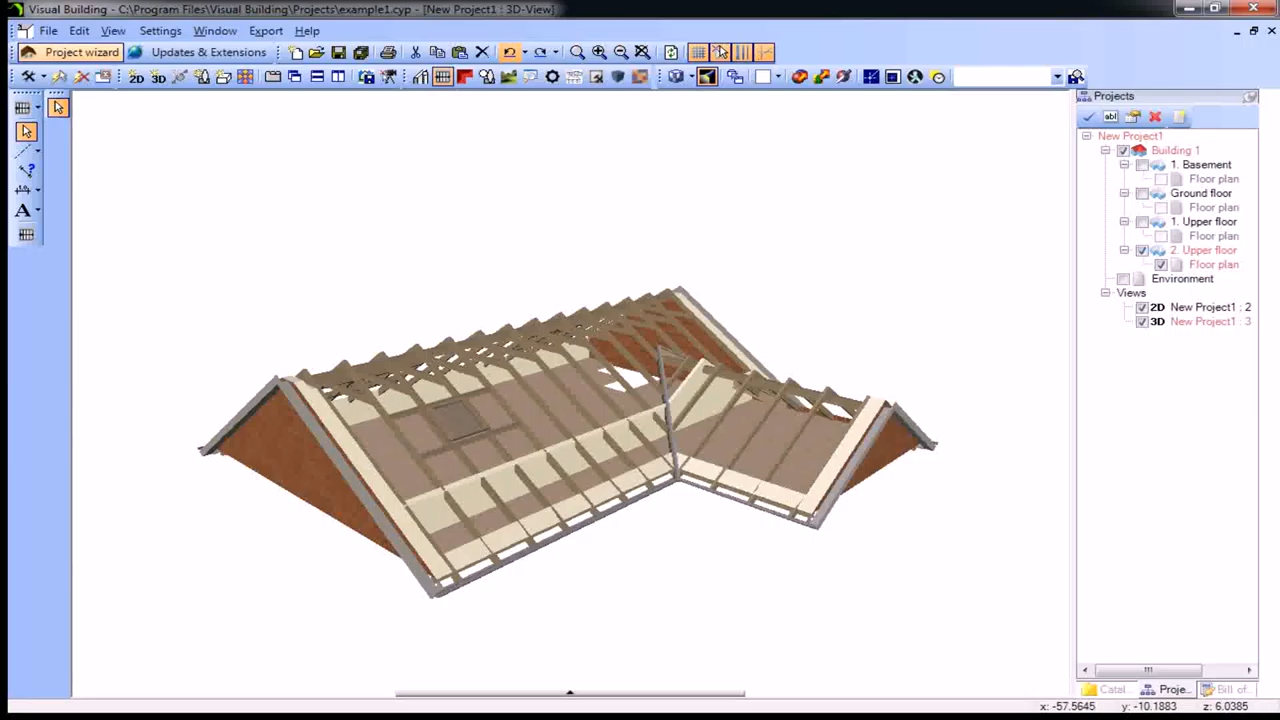 Visual Building - C:\Program Files\Visual Building\Projects\example1.cyp - [New Project1 : 3D-View]
File Edit View Settings Window Export Help
Project wizard Updates & Extensions
2D 3D
A
Projects
abl
New Project1
Building 1
1. Basement
Floor plan
Ground floor
Floor plan
1. Upper floor
Floor plan
2. Upper floor
Floor plan
Environment
Views
2D New Project1 : 2
3D New Project1 : 3
Catal... Proje... Bill of...
x: -57.5645 y: -10.1883 z: 6.0385